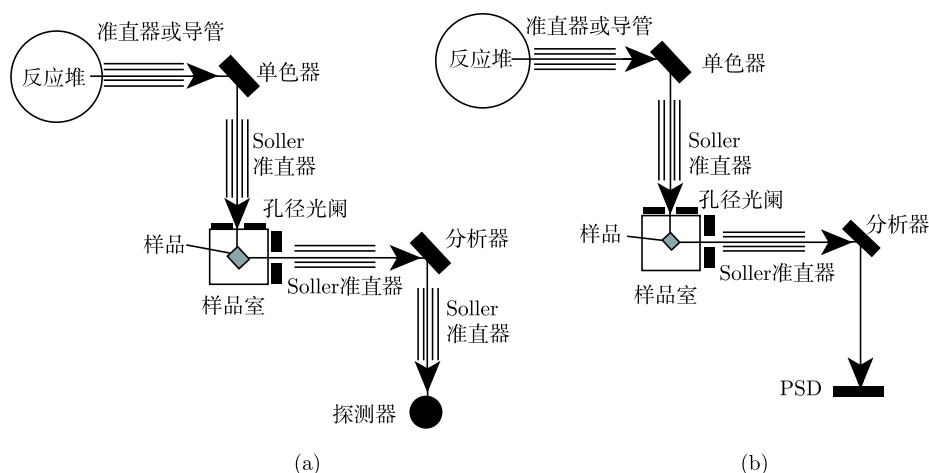 准直器或导管
反应堆
单色器
Soller
准直器
孔径光阑
样品
样品室
Soller准直器
分析器
Soller
准直器
探测器
(a)
准直器或导管
反应堆
单色器
Soller
准直器
孔径光阑
样品
样品室
Soller准直器
分析器
PSD
(b)